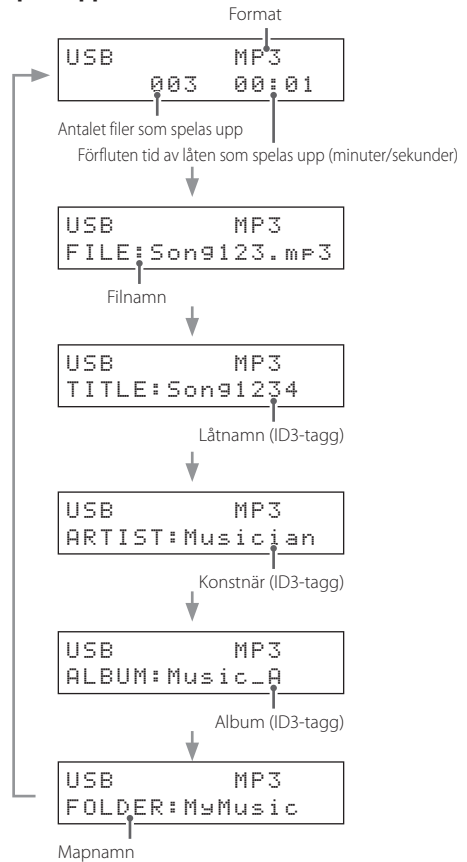 Format
USB MP3
003 00:01
Antalet filer som spelas upp
Förfluten tid av låten som spelas upp (minuter/sekunder)
USB MP3
FILE:Song123.mp3
Filnamn
USB MP3
TITLE:Song1234
Låtnamn (ID3-tagg)
USB MP3
ARTIST:Musician
Konstnär (ID3-tagg)
USB MP3
ALBUM:Music_A
Album (ID3-tagg)
USB MP3
FOLDER:MyMusic
Mapnamn